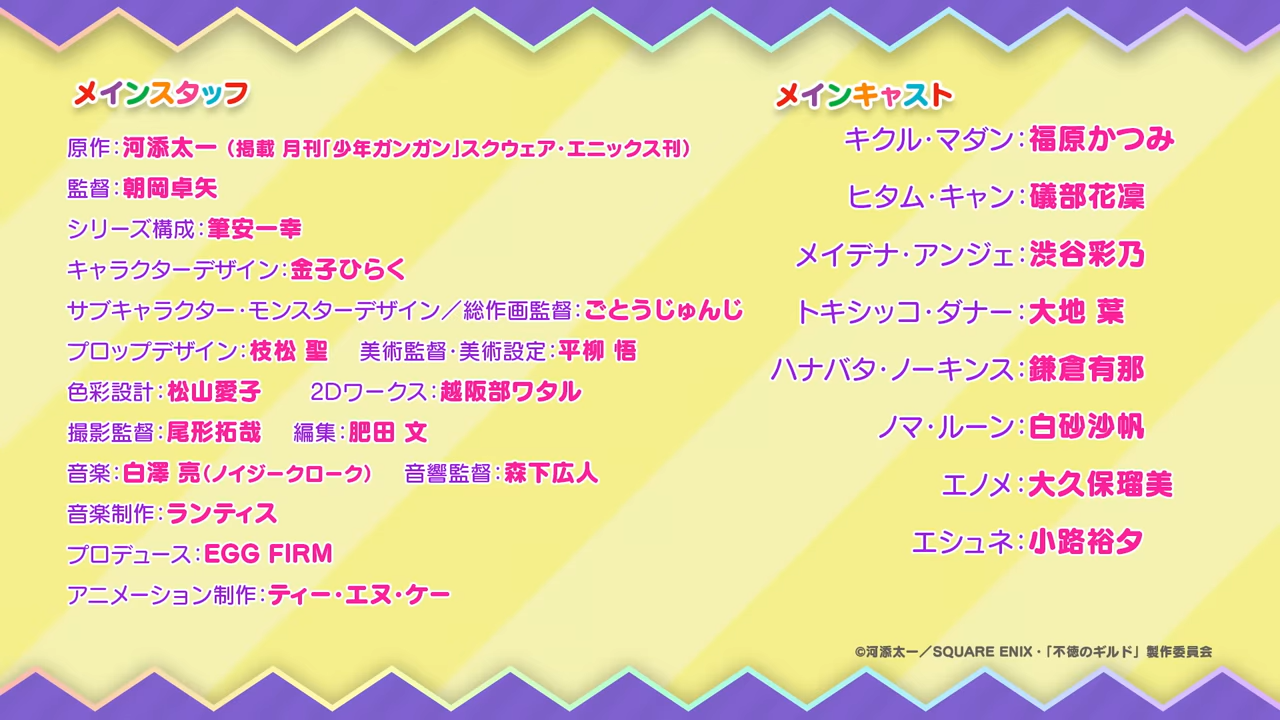 メインスタッフ
原作：河添太一（掲載 月刊「少年ガンガン」スクウェア・エニックス刊）
監督：朝岡卓矢
シリーズ構成：筆安一幸
キャラクターデザイン：金子ひらく
サブキャラクター・モンスターデザイン／総作画監督：ごとうじゅんじ
プロップデザイン：枝松 聖　美術監督・美術設定：平柳 悟
色彩設計：松山愛子　2Dワークス：越阪部ワタル
撮影監督：尾形拓哉　編集：肥田 文
音楽：白澤 亮（ノイジークローク）　音響監督：森下広人
音楽制作：ランティス
プロデュース：EGG FIRM
アニメーション制作：ティー・エヌ・ケー
メインキャスト
キクル・マダン：福原かつみ
ヒタム・キャン：礒部花凜
メイデナ・アンジェ：渋谷彩乃
トキシッコ・ダナー：大地 葉
ハナバタ・ノーキンス：鎌倉有那
ノマ・ルーン：白砂沙帆
エノメ：大久保瑠美
エシュネ：小路裕夕
©河添太一／SQUARE ENIX・「不徳のギルド」製作委員会